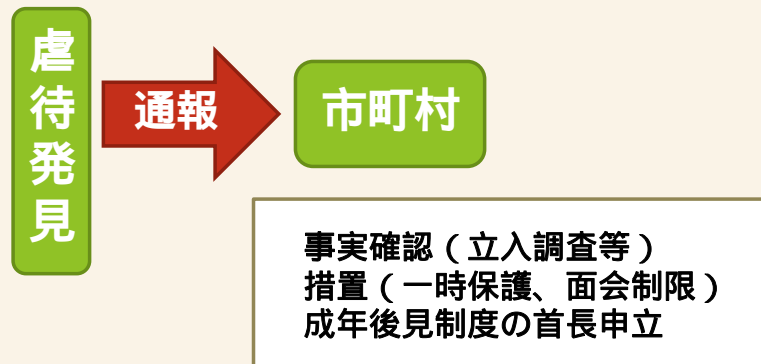 虐待発見
通報
市町村
事実確認（立入調査等）
措置（一時保護、面会制限）
成年後見制度の首長申立